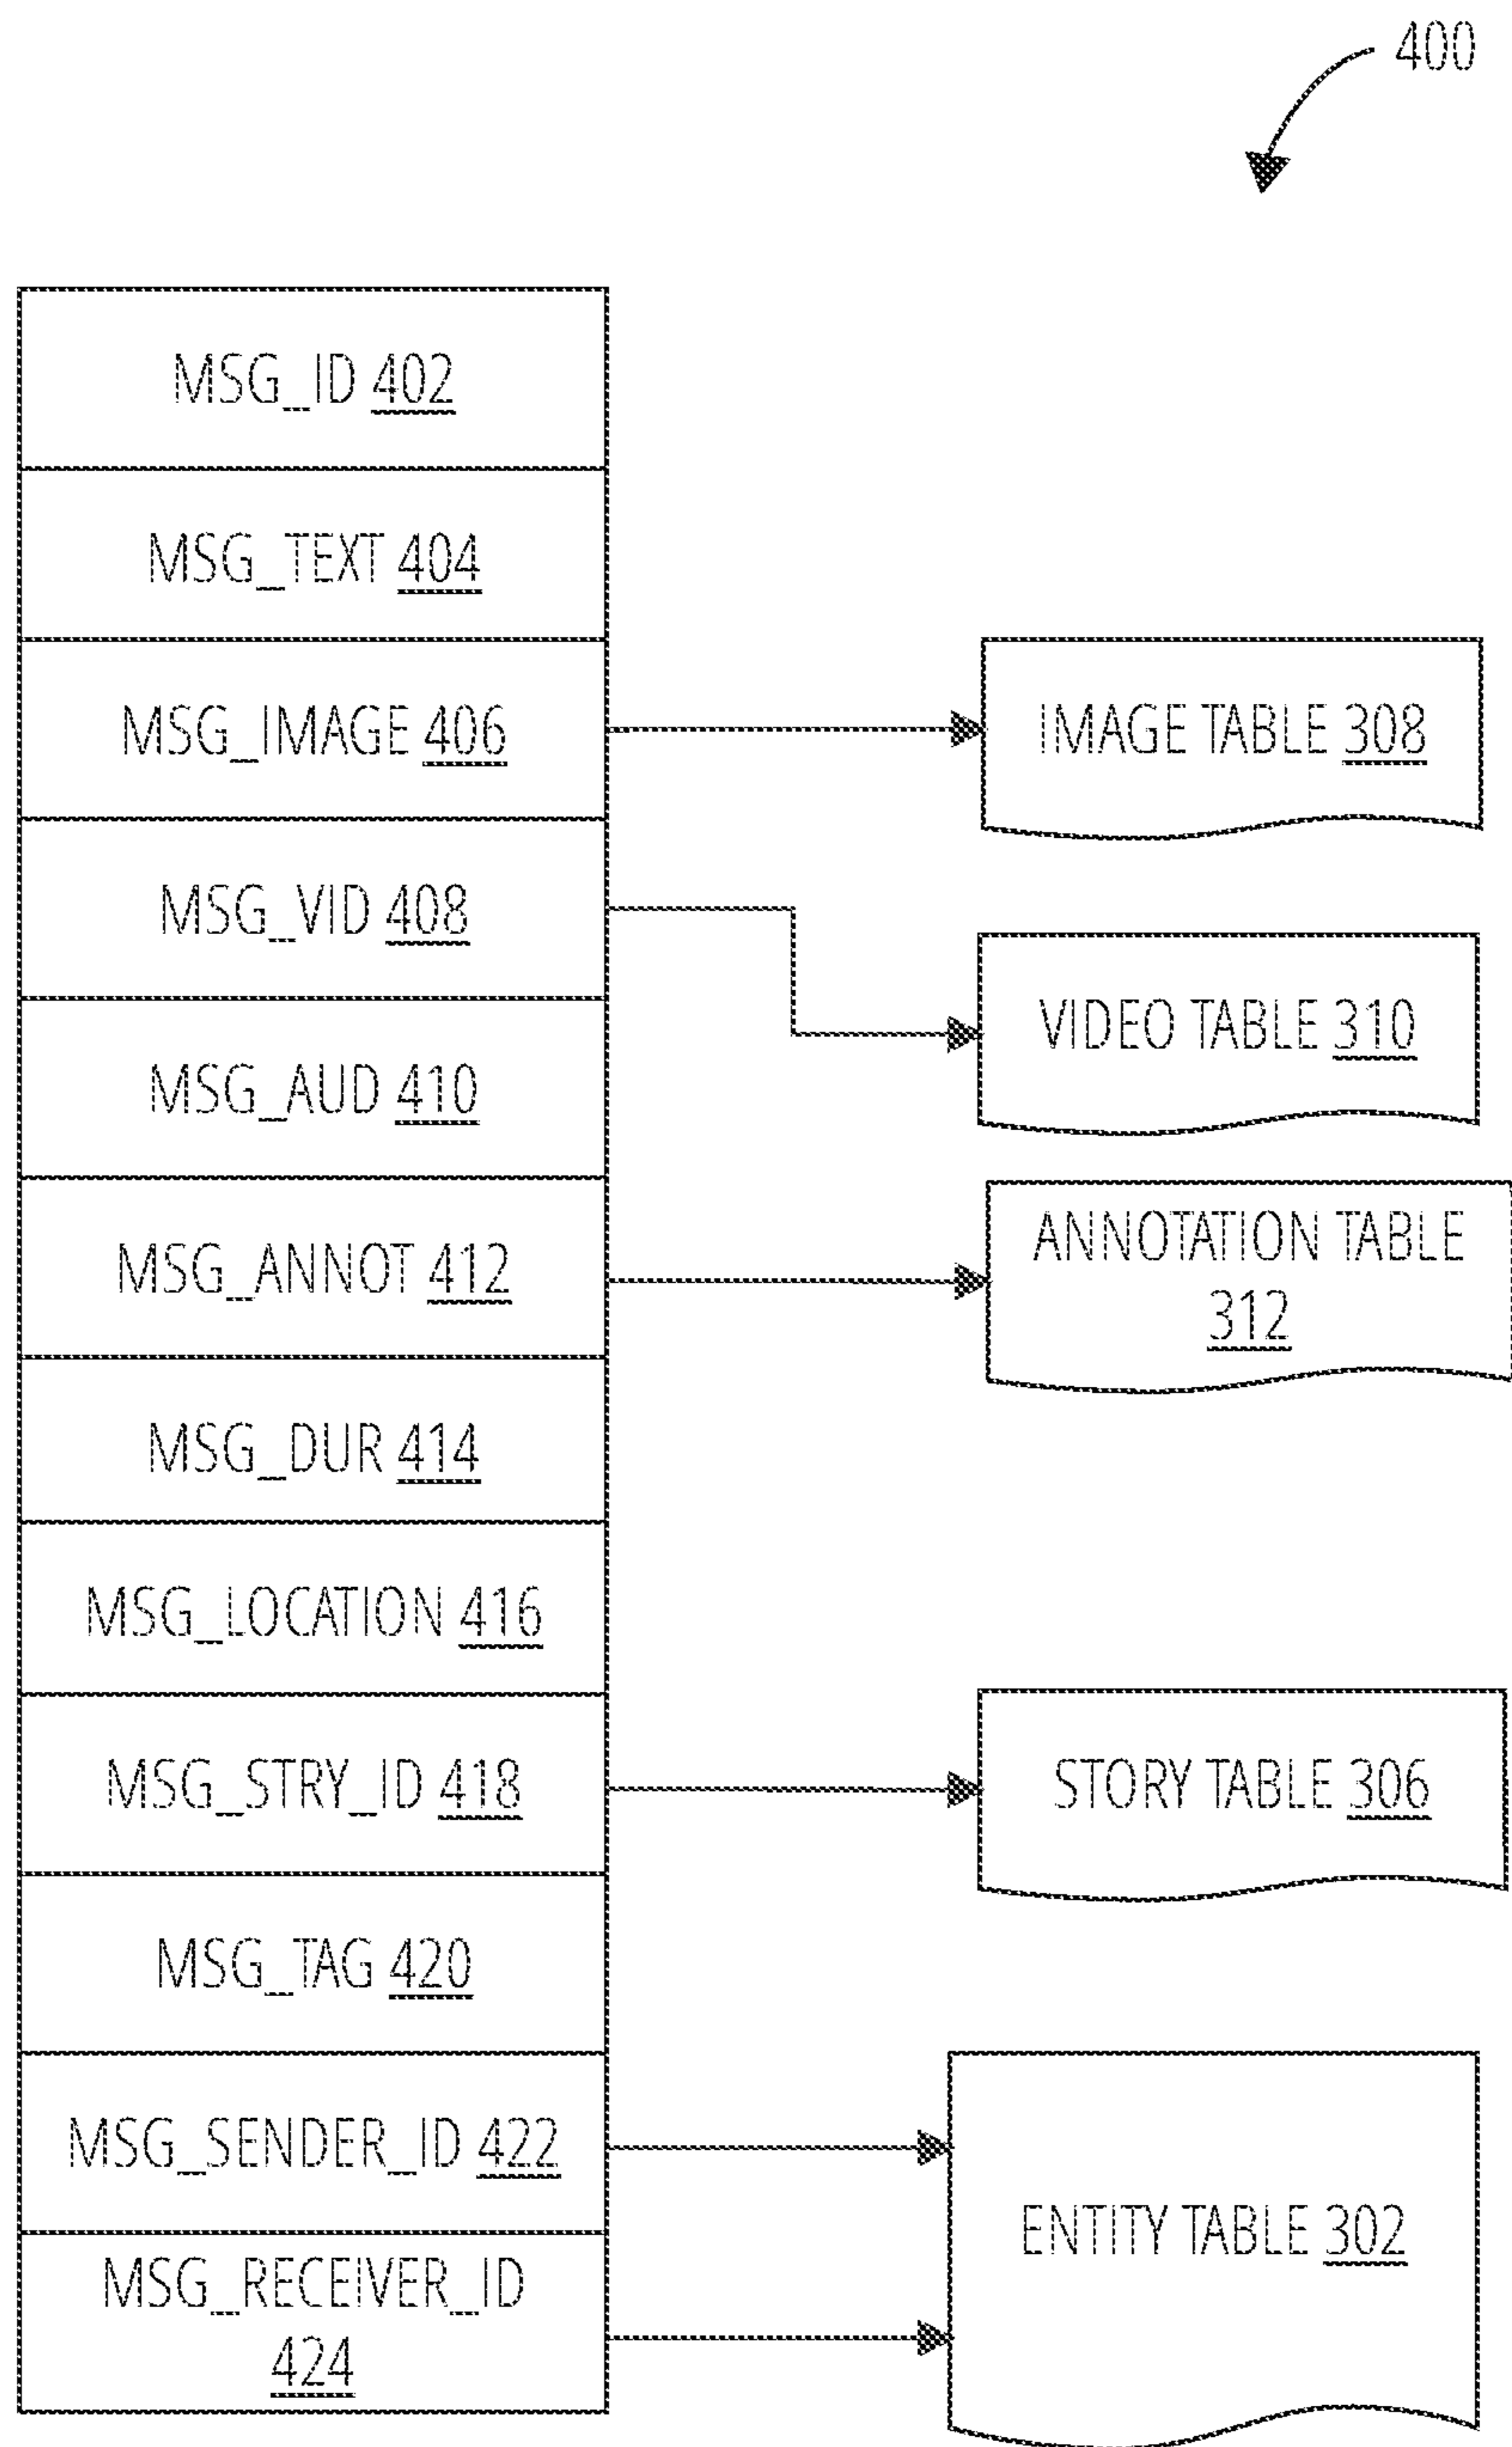 400
MSG_ID 402
MSG_TEXT 404
MSG_IMAGE 406
IMAGE TABLE 308
MSG_VID 408
VIDEO TABLE 310
MSG_AUD 410
MSG_ANNOT 412
ANNOTATION TABLE
312
MSG_DUR 414
MSG_LOCATION 416
MSG_STRY_ID 418
STORY TABLE 306
MSG_TAG 420
MSG_SENDER_ID 422
ENTITY TABLE 302
MSG_RECEIVER_ID
424